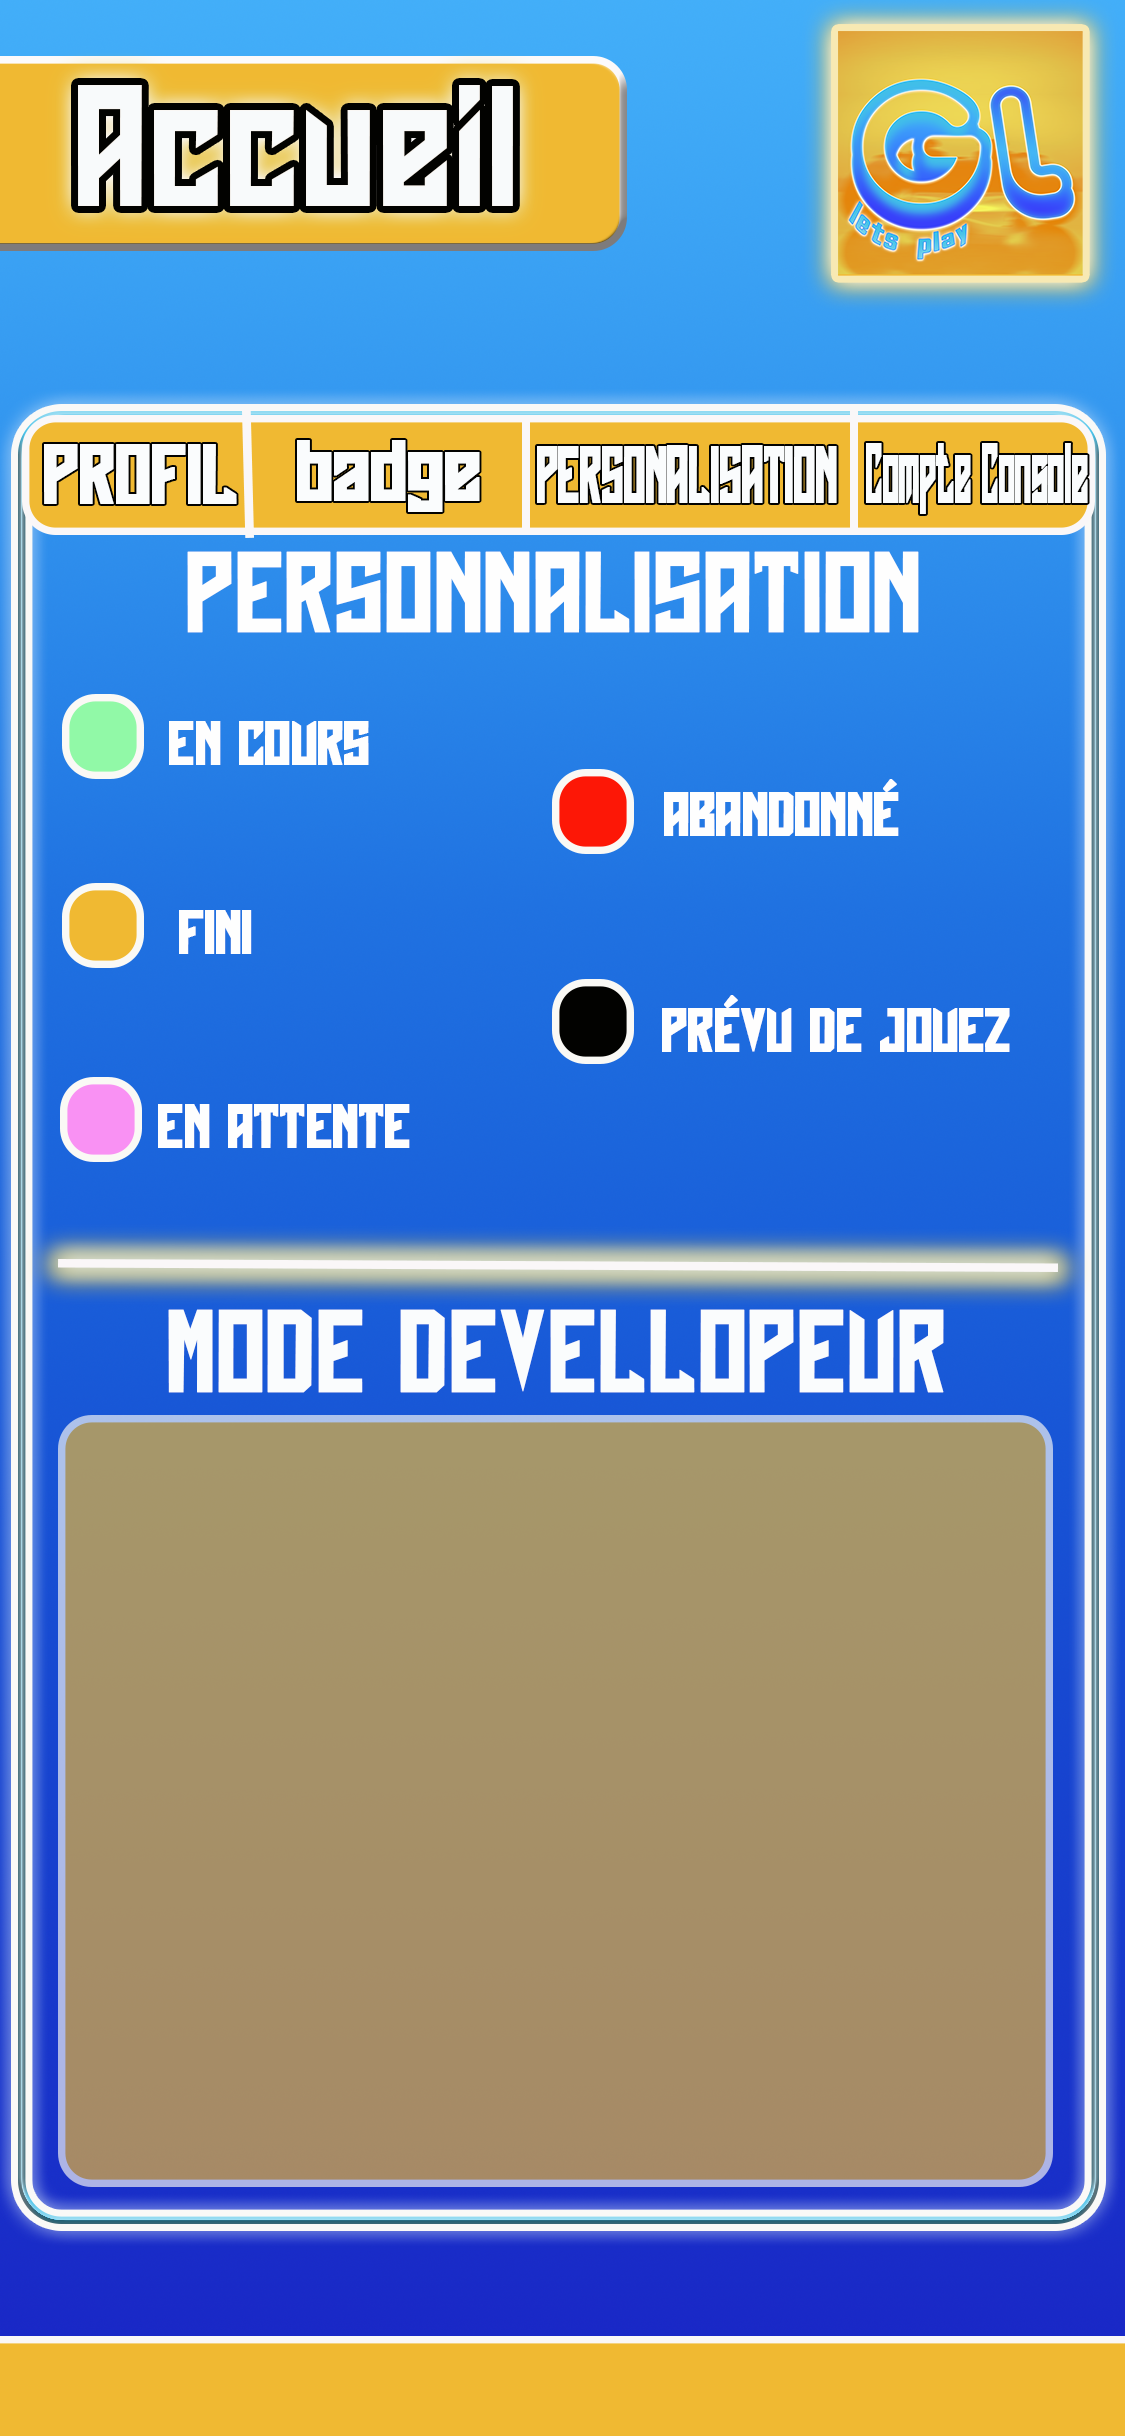 Accueil
GL
lets play
PROFIL badge PERSONALISATION Compte Console
PERSONNALISATION
EN COURS
ABANDONNÉ
FINI
PRÉVU DE JOUEZ
EN ATTENTE
MODE DEVELLOPEUR